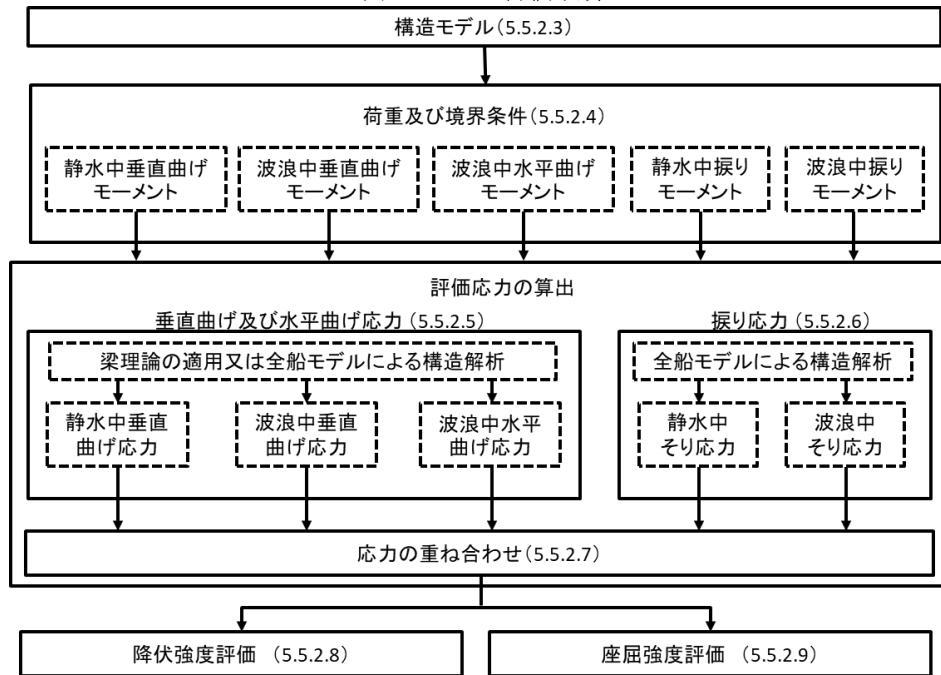 構造モデル(5.5.2.3)
荷重及び境界条件(5.5.2.4)
静水中垂直曲げ
モーメント
波浪中垂直曲げ
モーメント
波浪中水平曲げ
モーメント
静水中捩り
モーメント
波浪中捩り
モーメント
評価応力の算出
垂直曲げ及び水平曲げ応力 (5.5.2.5)
梁理論の適用又は全船モデルによる構造解析
静水中垂直
曲げ応力
波浪中垂直
曲げ応力
波浪中水平
曲げ応力
捩り応力 (5.5.2.6)
全船モデルによる構造解析
静水中
そり応力
波浪中
そり応力
応力の重ね合わせ(5.5.2.7)
降伏強度評価 (5.5.2.8)
座屈強度評価 (5.5.2.9)